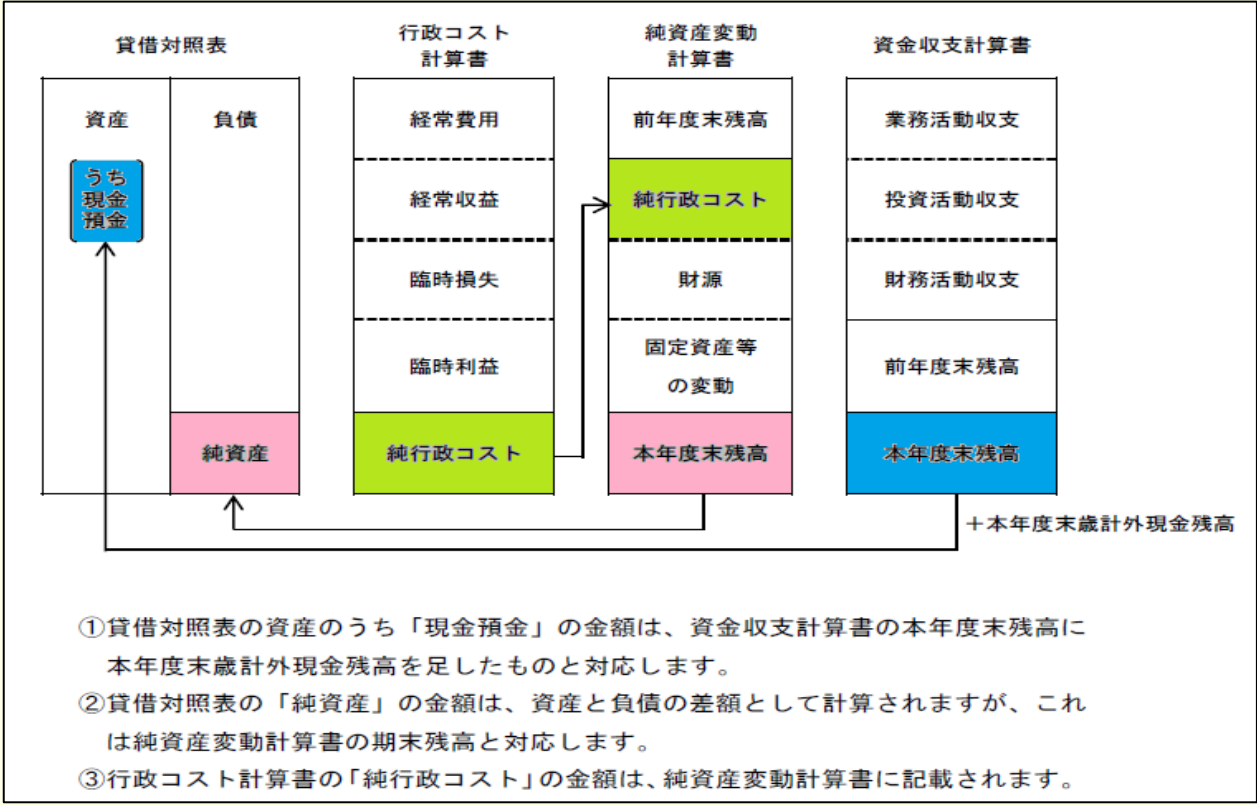 貸借対照表
行政コスト
計算書
純資産変動
計算書
資金収支計算書
資産
負債
うち
現金
預金
純資産
経常費用
経常収益
臨時損失
臨時利益
純行政コスト
前年度末残高
純行政コスト
財源
固定資産等
の変動
本年度末残高
業務活動収支
投資活動収支
財務活動収支
前年度末残高
本年度末残高
＋本年度末歳計外現金残高
①貸借対照表の資産のうち「現金預金」の金額は、資金収支計算書の本年度末残高に
本年度末歳計外現金残高を足したものと対応します。
②貸借対照表の「純資産」の金額は、資産と負債の差額として計算されますが、これ
は純資産変動計算書の期末残高と対応します。
③行政コスト計算書の「純行政コスト」の金額は、純資産変動計算書に記載されます。